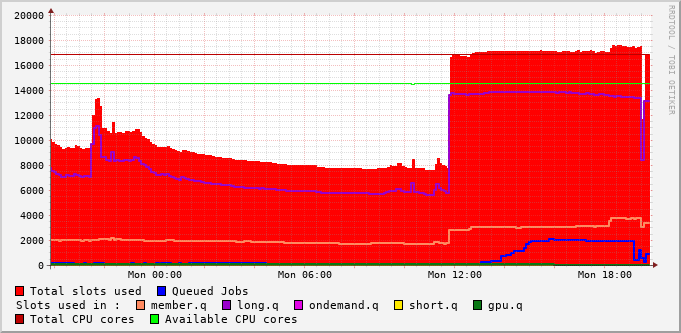 RRDTOOL / TOBI OETIKER
20000
18000
16000
14000
12000
10000
8000
6000
4000
2000
0
Mon 00:00 Mon 06:00 Mon 12:00 Mon 18:00
Total slots used Queued Jobs
Slots used in : member.q long.q ondemand.q short.q gpu.q
Total CPU cores Available CPU cores